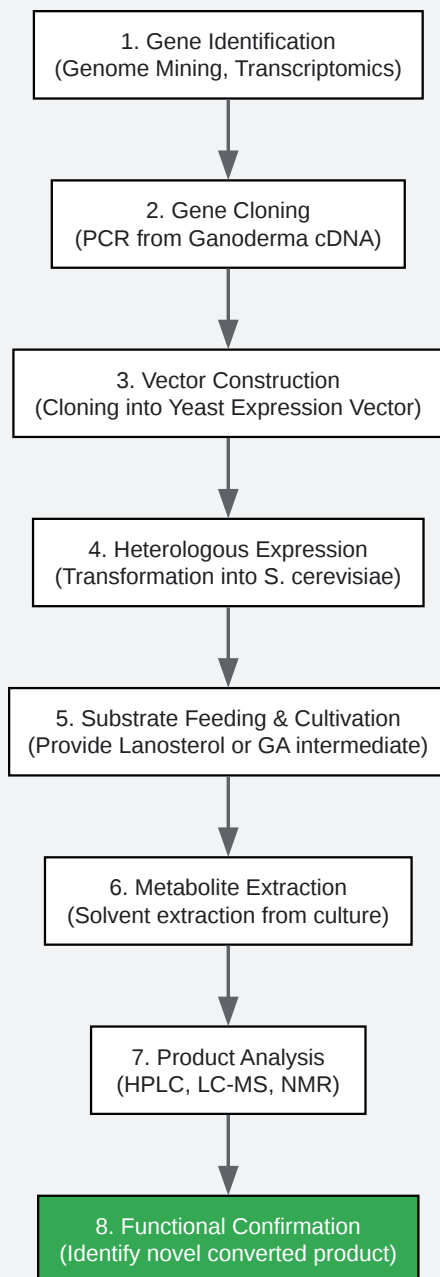 1. Gene Identification
(Genome Mining, Transcriptomics)
2. Gene Cloning
(PCR from Ganoderma cDNA)
3. Vector Construction
(Cloning into Yeast Expression Vector)
4. Heterologous Expression
(Transformation into S. cerevisiae)
5. Substrate Feeding & Cultivation
(Provide Lanosterol or GA intermediate)
6. Metabolite Extraction
(Solvent extraction from culture)
7. Product Analysis
(HPLC, LC-MS, NMR)
8. Functional Confirmation
(Identify novel converted product)